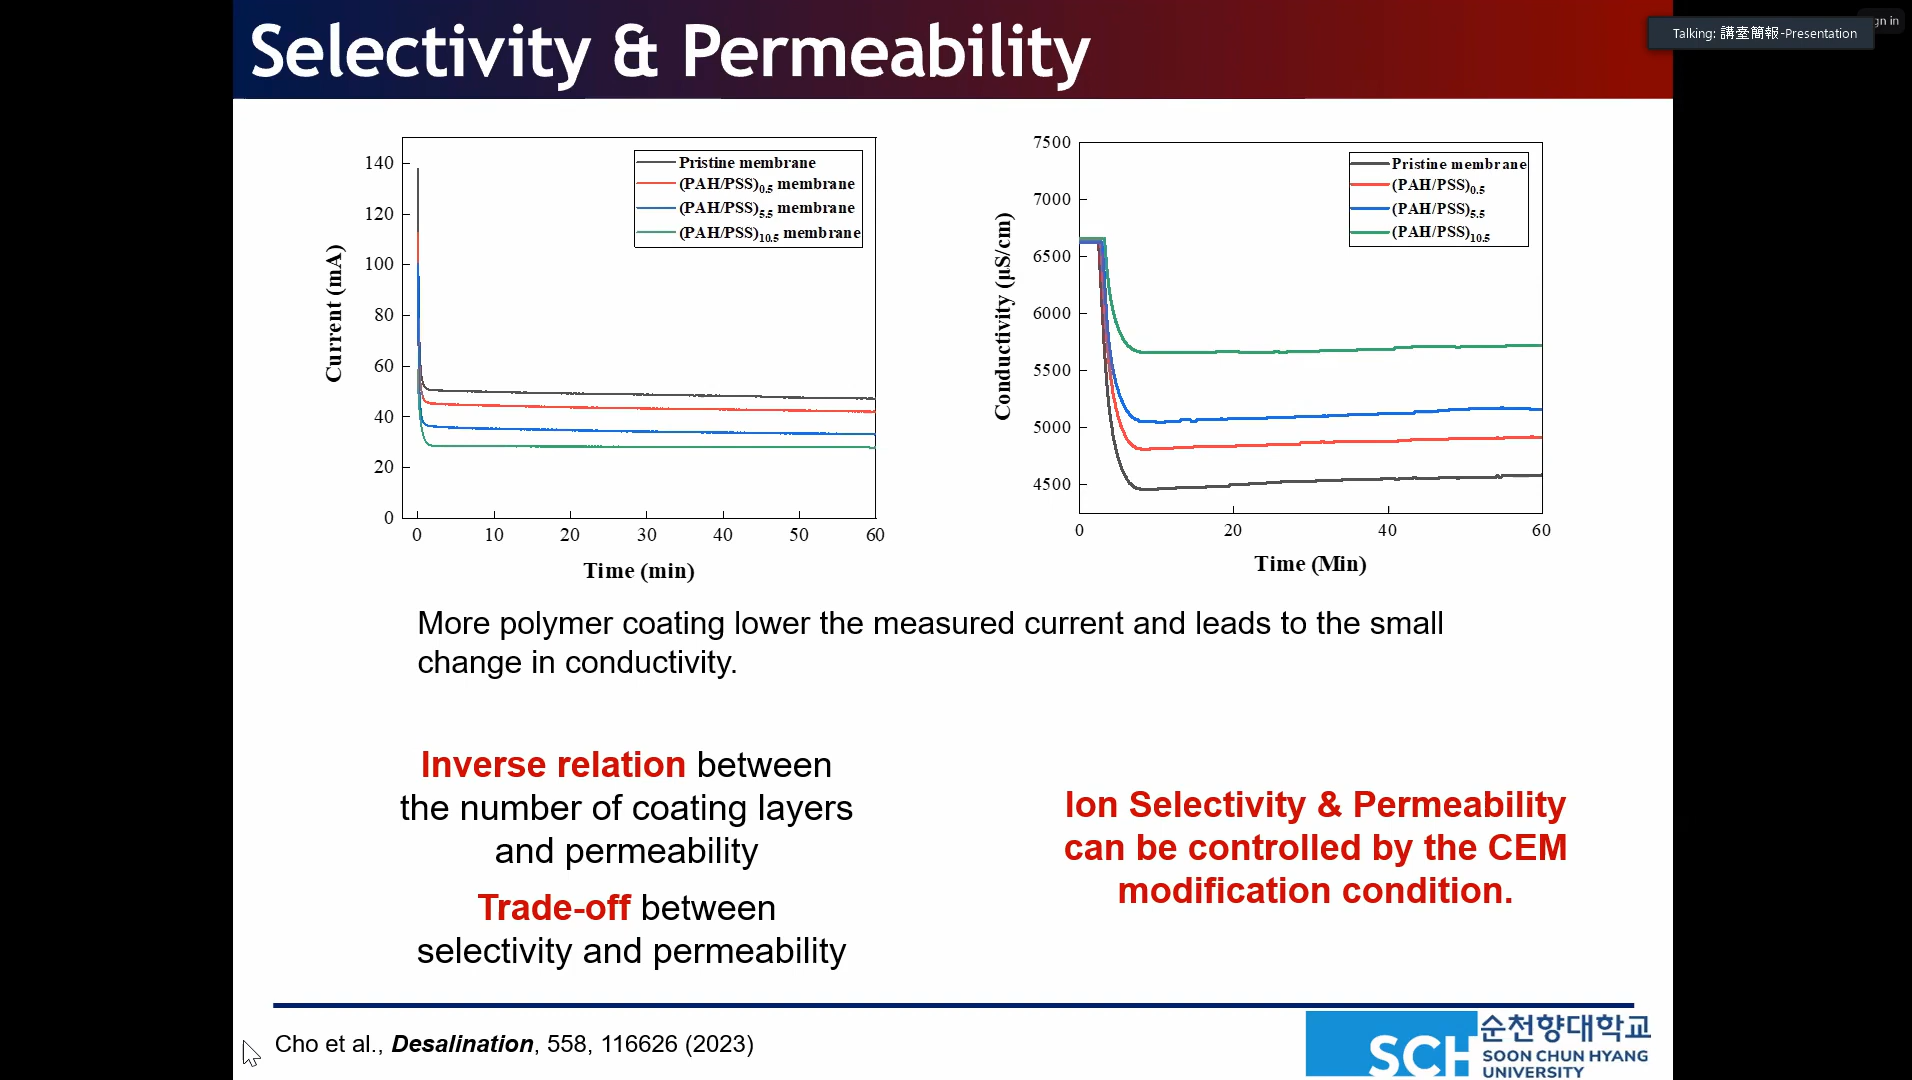 Selectivity & Permeability
gn in
Talking: 講臺簡報-Presentation
140
120
100
80
60
40
20
0
0 10 20 30 40 50 60
Current (mA)
Time (min)
Pristine membrane
(PAH/PSS)0.5 membrane
(PAH/PSS)5.5 membrane
(PAH/PSS)10.5 membrane
7500
7000
6500
6000
5500
5000
4500
0 20 40 60
Conductivity (µS/cm)
Time (Min)
Pristine membrane
(PAH/PSS)0.5
(PAH/PSS)5.5
(PAH/PSS)10.5
More polymer coating lower the measured current and leads to the small
change in conductivity.
Inverse relation between
the number of coating layers
and permeability
Trade-off between
selectivity and permeability
Ion Selectivity & Permeability
can be controlled by the CEM
modification condition.
Cho et al., Desalination, 558, 116626 (2023)
SCH
순천향대학교
SOON CHUN HYANG
UNIVERSITY